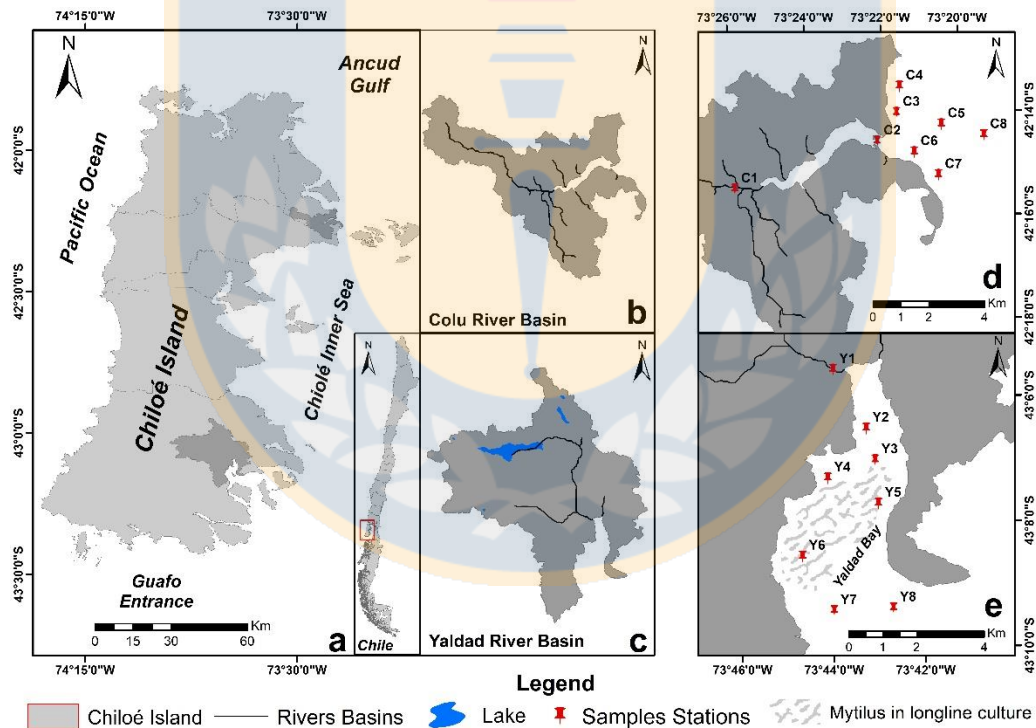 74°15'0"W
73°30'0"W
73°26'0"W
73°24'0"W
73°22'0"W
73°20'0"W
N
Ancud
Gulf
Pacific Ocean
Chiloé Island
Chiolé Inner Sea
Guafo
Entrance
0 15 30 60
Km
a
42°0'0"S
42°30'0"S
43°0'0"S
43°30'0"S
N
Chile
N
Colu River Basin
b
N
Yaldad River Basin
c
N
C4
C3
C5
C8
C2
C6
C7
C1
d
Km
0 1 2 4
42°14'0"S
42°16'0"S
42°18'0"S
N
Y1
Y2
Y3
Y4
Y5
Y6
Yaldad Bay
Y7
Y8
e
Km
0 1 2 4
43°6'0"S
43°8'0"S
43°10'0"S
74°15'0"W
73°30'0"W
73°46'0"W
73°44'0"W
73°42'0"W
Legend
Chiloé Island
Rivers Basins
Lake
Samples Stations
Mytilus in longline culture